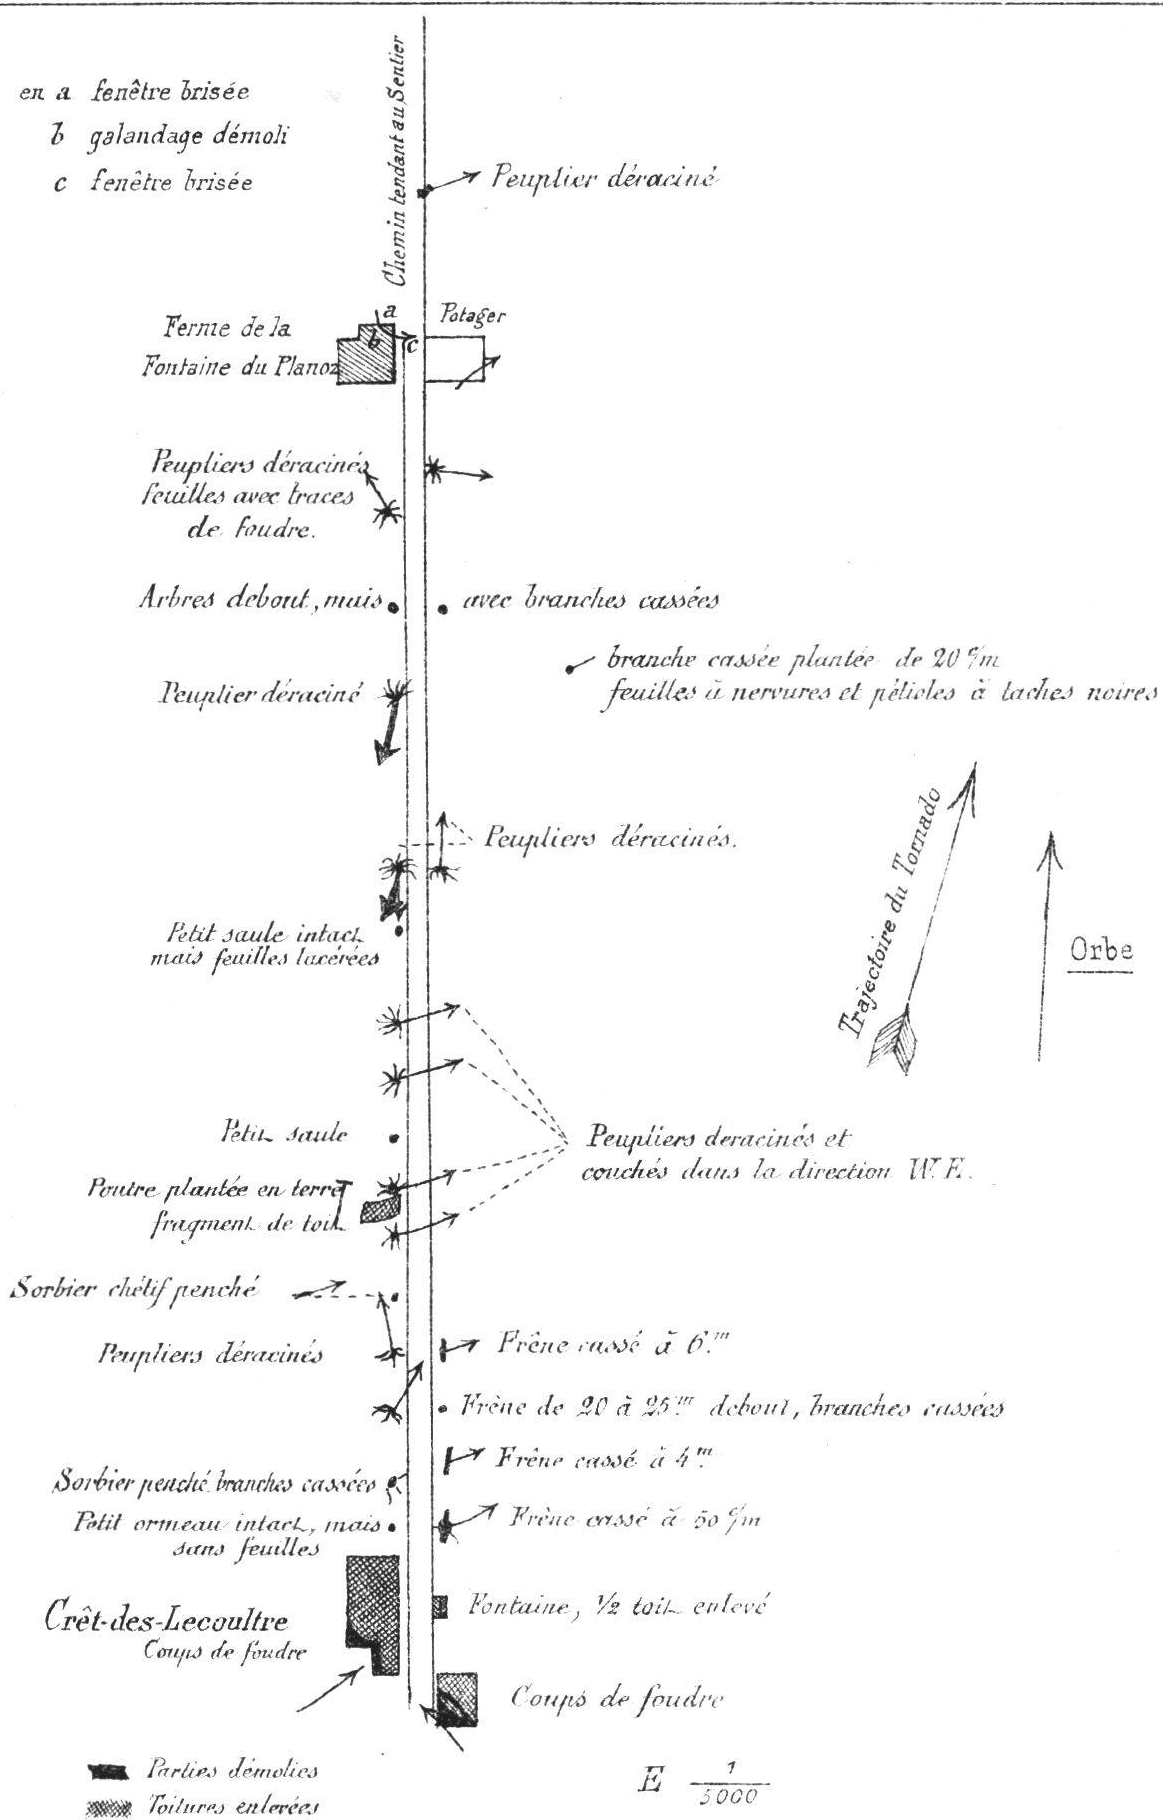 en a fenêtre brisée
b galandage démoli
c fenêtre brisée
Chemin tendant au Sentier
Peuplier déraciné
a
b
c
Potager
Ferme de la
Fontaine du Planoz
Peupliers déracinés
feuilles avec traces
de foudre.
Arbres debout, mais
avec branches cassées
branche cassée plantée de 20 c/m
feuilles à nervures et pétioles à taches noires
Peuplier déraciné
Peupliers déracinés.
Trajectoire du Tornado
Orbe
Petit saule intact
mais feuilles lacérées
Petit saule
Peupliers deracinés et
couchés dans la direction W.E.
Poutre plantée en terre
fragment de toit
Sorbier chétif penché
Peupliers déracinés
Frêne cassé à 6.m
Frêne de 20 à 25m debout, branches cassées
Frêne cassé à 4m
Sorbier penché branches cassées
Petit ormeau intact, mais
sans feuilles
Frêne cassé à 50 c/m
Crêt-des-Lecoultre
Coups de foudre
Fontaine, ½ toit enlevé
Coups de foudre
Parties démolies
Toitures enlevées
E 1/5000